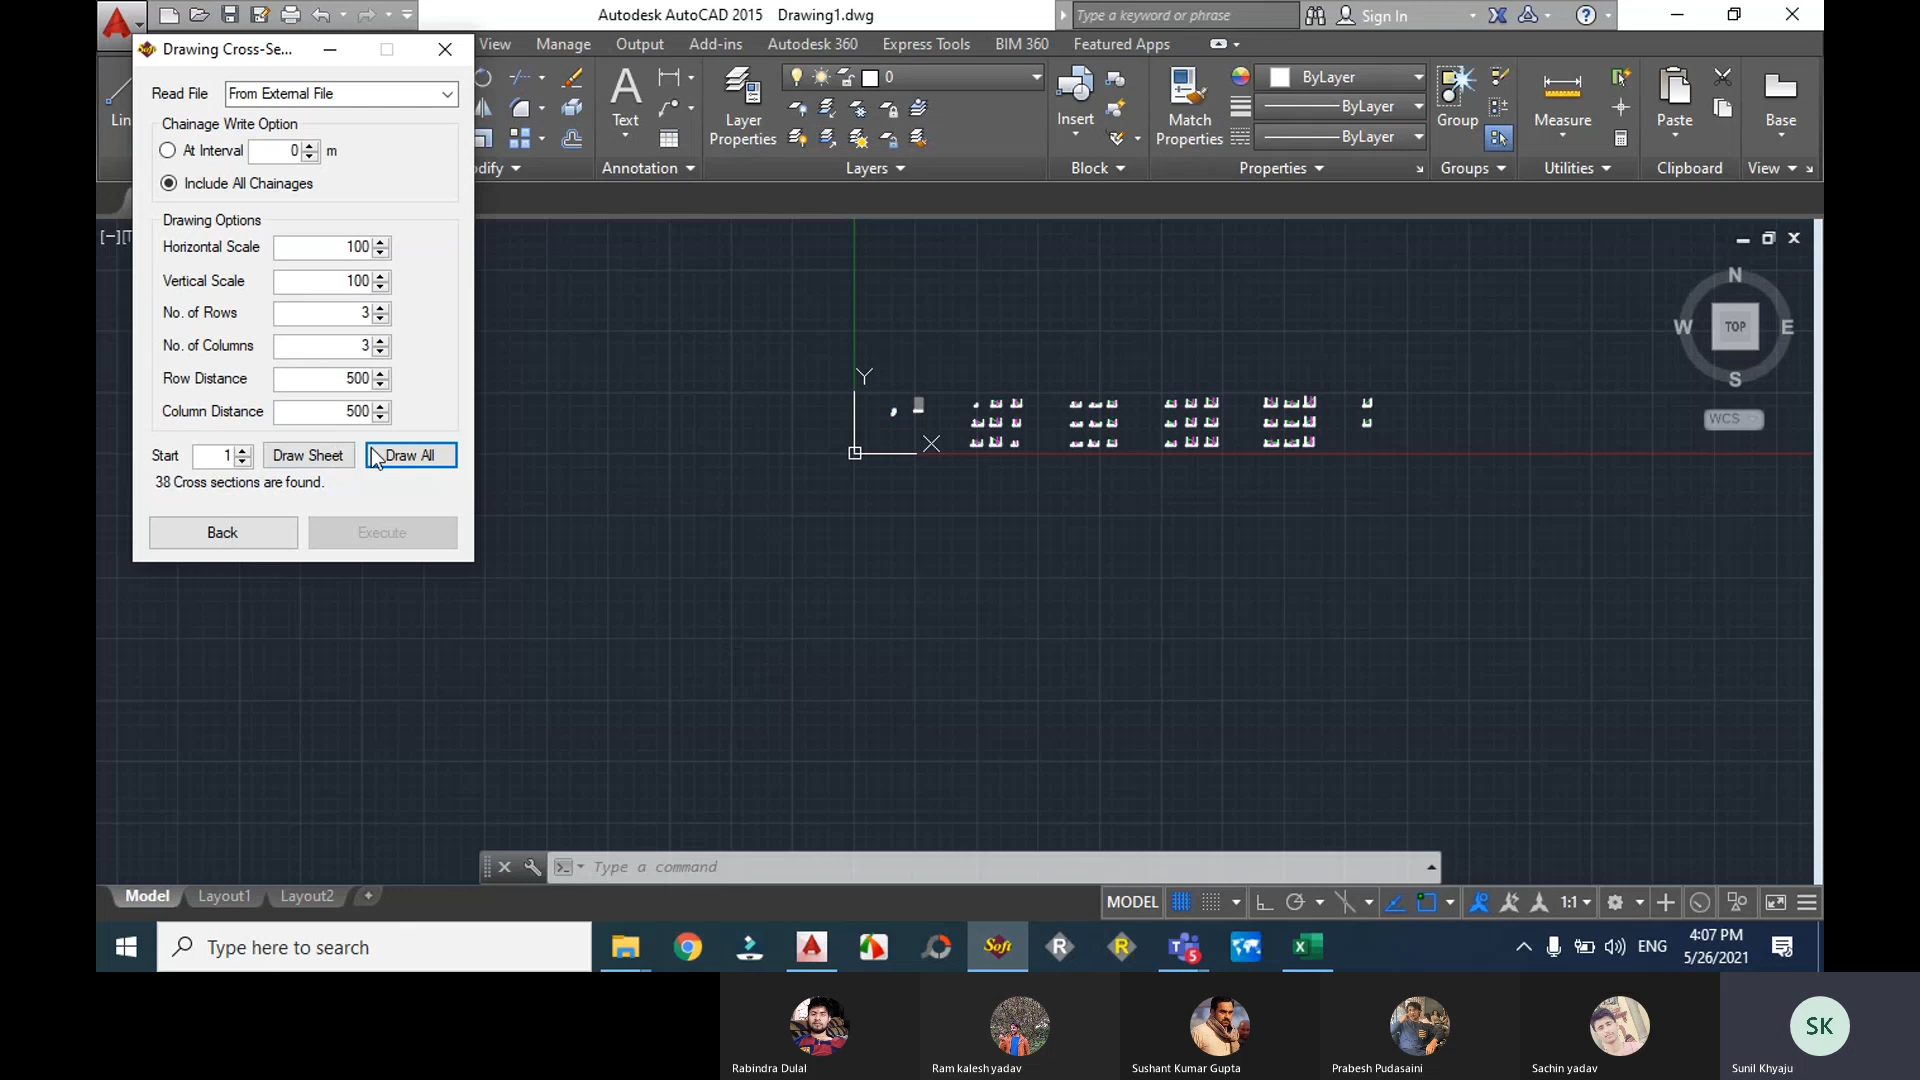 Autodesk AutoCAD 2015 Drawing1.dwg
Type a keyword or phrase
Sign In
View Manage Output Add-ins Autodesk 360 Express Tools BIM 360 Featured Apps
Soft Drawing Cross-Se...
Read File From External File
Chainage Write Option
At Interval 0 m
Include All Chainages
Drawing Options
Horizontal Scale 100
Vertical Scale 100
No. of Rows 3
No. of Columns 3
Row Distance 500
Column Distance 500
Start 1 Draw Sheet Draw All
38 Cross sections are found.
Back Execute
Lin
Text
Layer
Properties
0
Insert
Match
Properties
ByLayer
ByLayer
ByLayer
Group
Measure
Paste
Base
odify Annotation Layers Block Properties Groups Utilities Clipboard View
[−][T
N
W TOP E
S
WCS
Y
X
Type a command
Model Layout1 Layout2 +
MODEL 1:1
Type here to search
Soft
ENG
4:07 PM
5/26/2021
5
SK
Rabindra Dulal
Ram kalesh yadav
Sushant Kumar Gupta
Prabesh Pudasaini
Sachin yadav
Sunil Khyaju